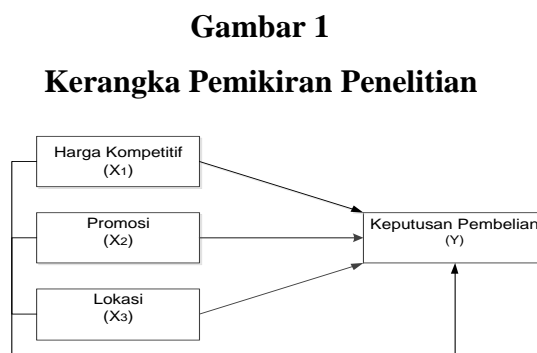 Gambar 1
Kerangka Pemikiran Penelitian
Harga Kompetitif
(X1)
Promosi
(X2)
Keputusan Pembelian
(Y)
Lokasi
(X3)